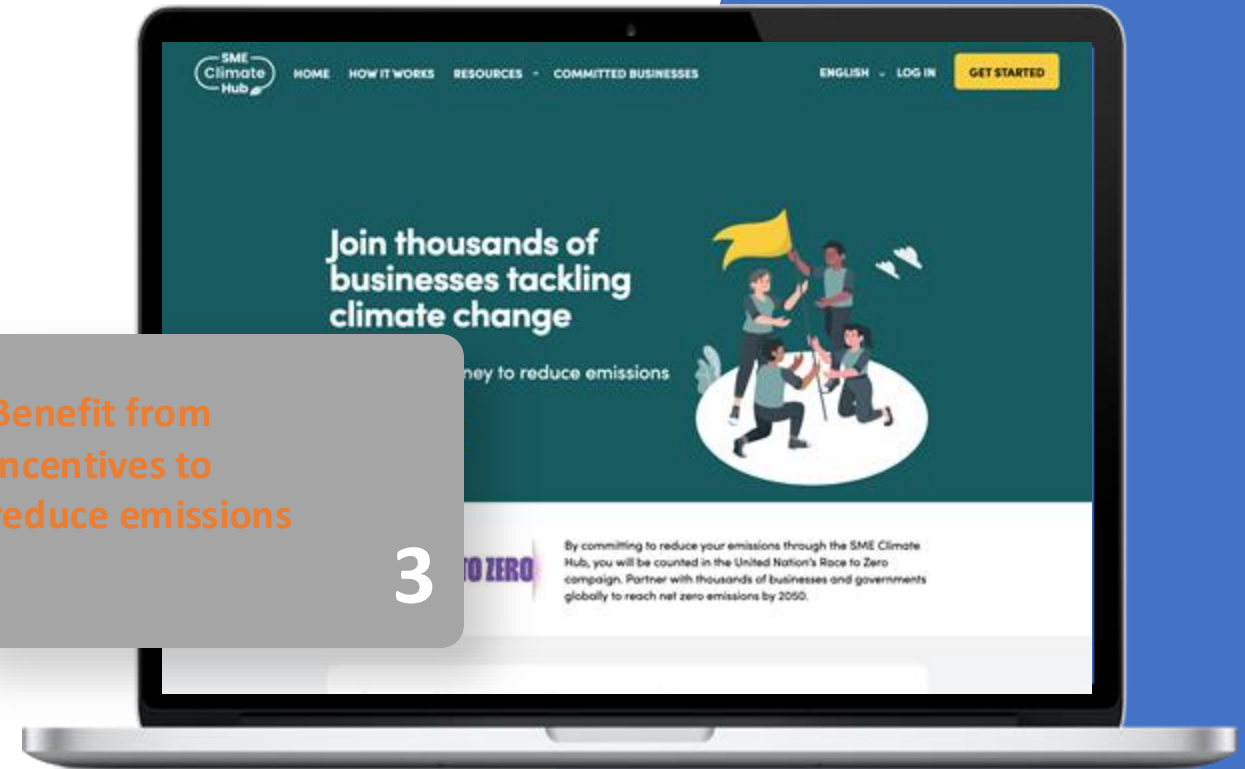 SME
Climate
Hub
HOME HOW IT WORKS RESOURCES COMMITTED BUSINESSES ENGLISH LOG IN GET STARTED
Join thousands of
businesses tackling
climate change
ney to reduce emissions
Benefit from
ncentives to
reduce emissions
3
TO ZERO
By committing to reduce your emissions through the SME Climate
Hub, you will be counted in the United Nation's Race to Zero
campaign. Partner with thousands of businesses and governments
globally to reach net zero emissions by 2050.